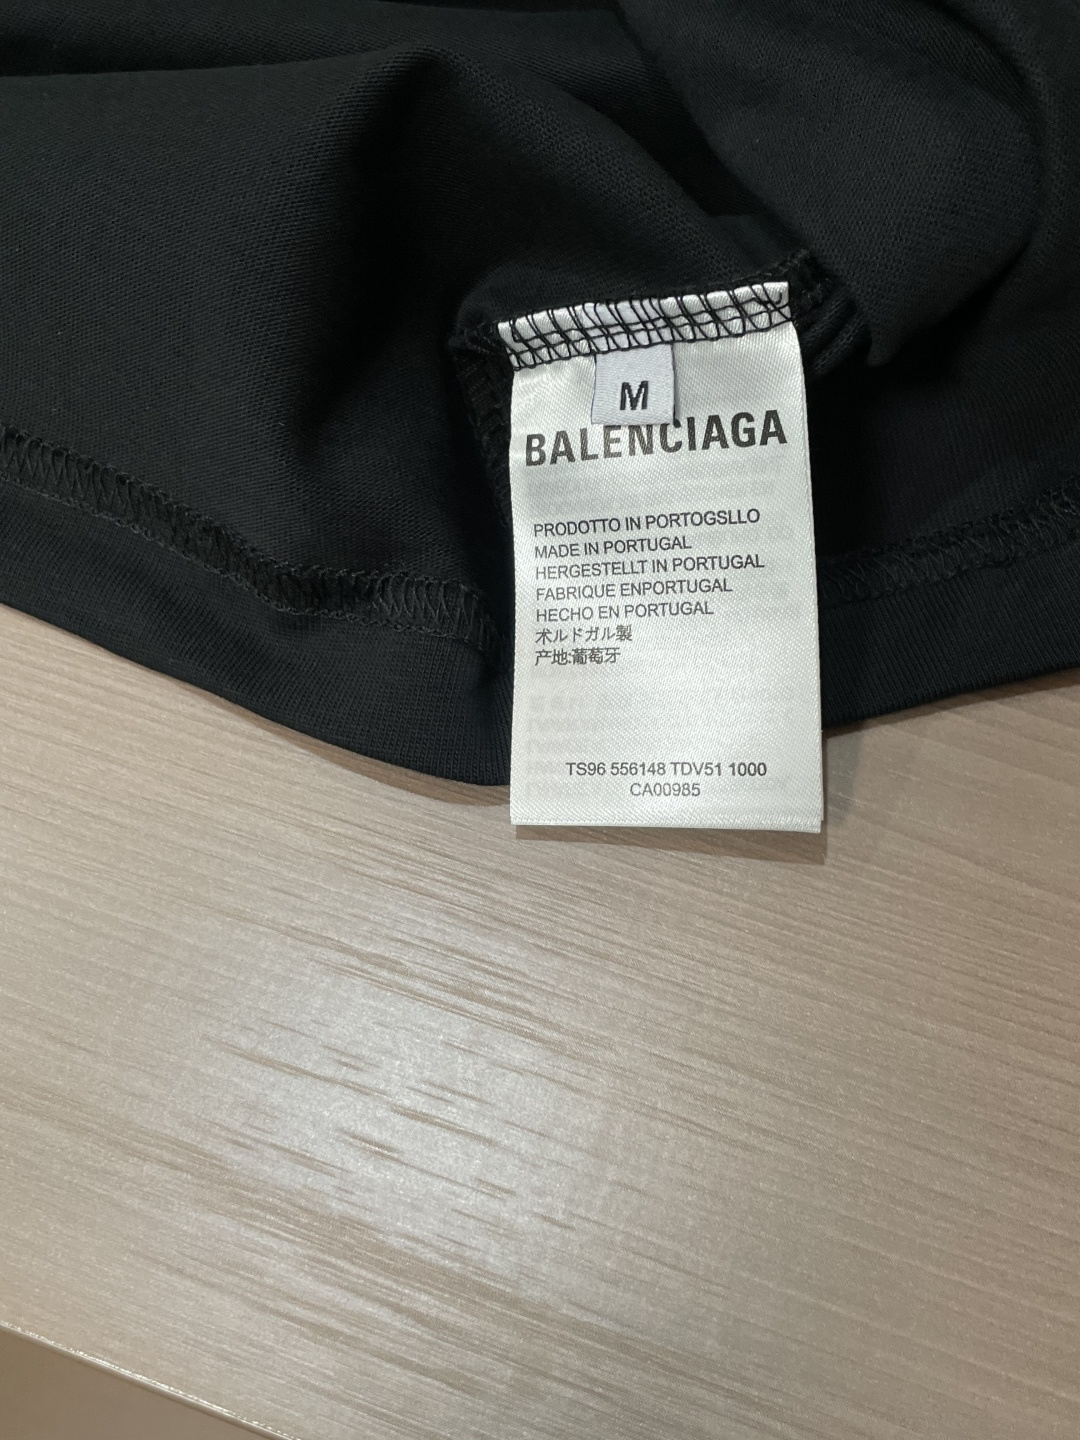 M
BALENCIAGA
PRODOTTO IN PORTOGSLLO
MADE IN PORTUGAL
HERGESTELLT IN PORTUGAL
FABRIQUE ENPORTUGAL
HECHO EN PORTUGAL
术ルドガル製
产地:葡萄牙
TS96 556148 TDV51 1000
CA00985